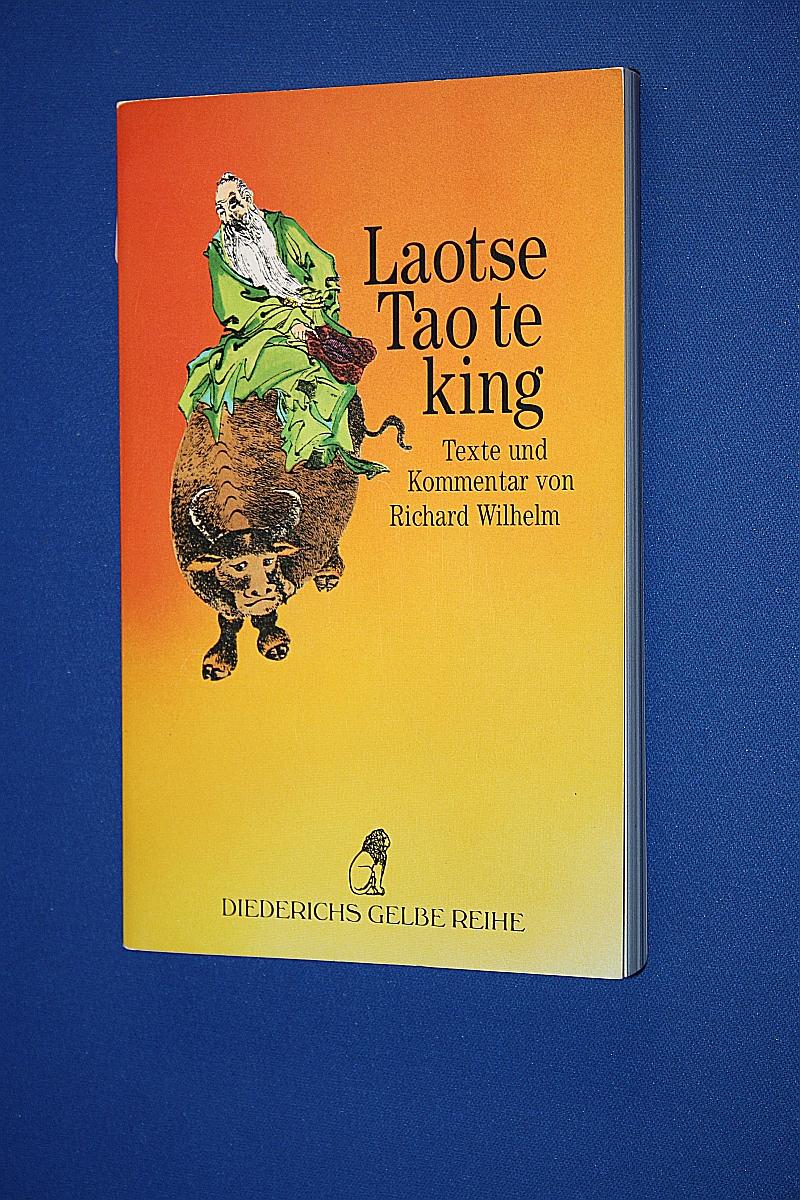 Laotse
Tao te
king
Texte und
Kommentar von
Richard Wilhelm
DIEDERICHS GELBE REIHE